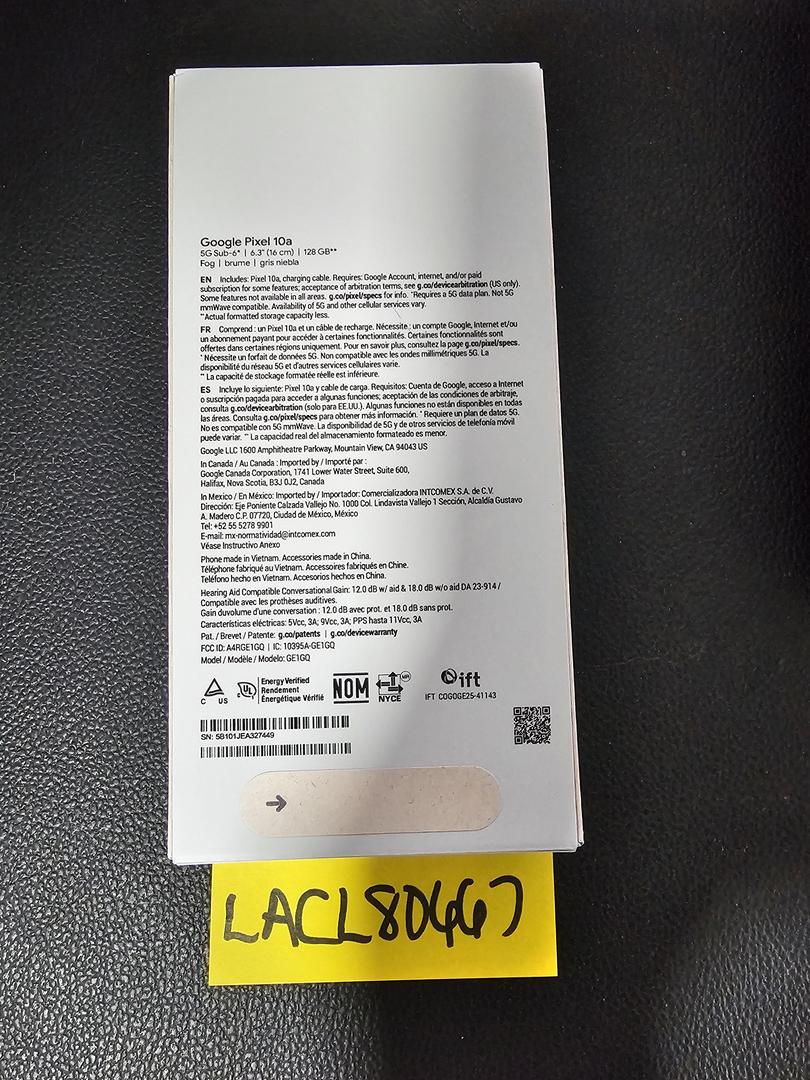 Google Pixel 10a
5G Sub-6* | 6.3" (16 cm) | 128 GB**
Fog | brume | gris niebla
EN Includes: Pixel 10a, charging cable. Requires: Google Account, internet, and/or paid
subscription for some features; acceptance of arbitration terms, see g.co/devicearbitration (US only).
Some features not available in all areas. g.co/pixel/specs for info. *Requires a 5G data plan. Not 5G
mmWave compatible. Availability of 5G and other cellular services vary.
**Actual formatted storage capacity less.
FR Comprend : un Pixel 10a et un câble de recharge. Nécessite : un compte Google, Internet et/ou
un abonnement payant pour accéder à certaines fonctionnalités. Certaines fonctionnalités sont
offertes dans certaines régions uniquement. Pour en savoir plus, consultez la page g.co/pixel/specs.
* Nécessite un forfait de données 5G. Non compatible avec les ondes millimétriques 5G. La
disponibilité du réseau 5G et d'autres services cellulaires varie.
** La capacité de stockage formatée réelle est inférieure.
ES Incluye lo siguiente: Pixel 10a y cable de carga. Requisitos: Cuenta de Google, acceso a Internet
o suscripción pagada para acceder a algunas funciones; aceptación de las condiciones de arbitraje,
consulta g.co/devicearbitration (solo para EE.UU.). Algunas funciones no están disponibles en todas
las áreas. Consulta g.co/pixel/specs para obtener más información. * Requiere un plan de datos 5G.
No es compatible con 5G mmWave. La disponibilidad de 5G y de otros servicios de telefonía móvil
puede variar. ** La capacidad real del almacenamiento formateado es menor.
Google LLC 1600 Amphitheatre Parkway, Mountain View, CA 94043 US
In Canada / Au Canada : Imported by / Importé par :
Google Canada Corporation, 1741 Lower Water Street, Suite 600,
Halifax, Nova Scotia, B3J 0J2, Canada
In Mexico / En México: Imported by / Importador: Comercializadora INTCOMEX S.A. de C.V.
Dirección: Eje Poniente Calzada Vallejo No. 1000 Col. Lindavista Vallejo 1 Sección, Alcaldía Gustavo
A. Madero C.P. 07720, Ciudad de México, México
Tel: +52 55 5278 9901
E-mail: mx-normatividad@intcomex.com
Véase Instructivo Anexo
Phone made in Vietnam. Accessories made in China.
Téléphone fabriqué au Vietnam. Accessoires fabriqués en Chine.
Teléfono hecho en Vietnam. Accesorios hechos en China.
Hearing Aid Compatible Conversational Gain: 12.0 dB w/ aid & 18.0 dB w/o aid DA 23-914 /
Compatible avec les prothèses auditives.
Gain du volume d'une conversation : 12.0 dB avec prot. et 18.0 dB sans prot.
Características eléctricas: 5Vcc, 3A; 9Vcc, 3A; PPS hasta 11Vcc, 3A
Pat. / Brevet / Patente: g.co/patents | g.co/devicewarranty
FCC ID: A4RGE1GQ | IC: 10395A-GE1GQ
Model / Modèle / Modelo: GE1GQ
C US
c UL
Energy Verified
Rendement
Énergétique Vérifié
NOM
MR
NYCE
ift
IFT COGOGE25-41143
SN: 5B101JEA327449
LACL80467